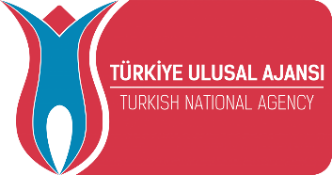 TÜRKİYE ULUSAL AJANSI
TURKISH NATIONAL AGENCY